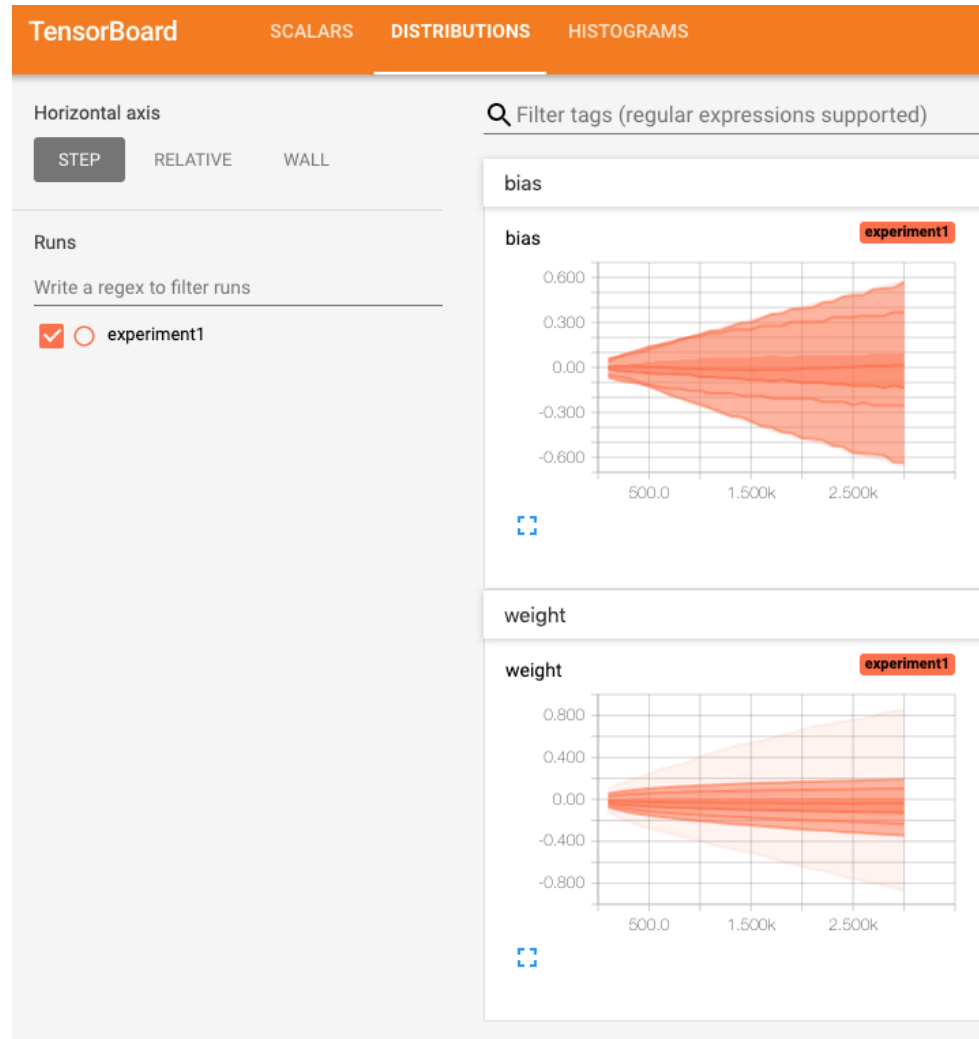 TensorBoard SCALARS DISTRIBUTIONS HISTOGRAMS
Horizontal axis
STEP RELATIVE WALL
Runs
Write a regex to filter runs
experiment1
Filter tags (regular expressions supported)
bias
bias experiment1
0.600
0.300
0.00
-0.300
-0.600
500.0 1.500k 2.500k
weight
weight experiment1
0.800
0.400
0.00
-0.400
-0.800
500.0 1.500k 2.500k